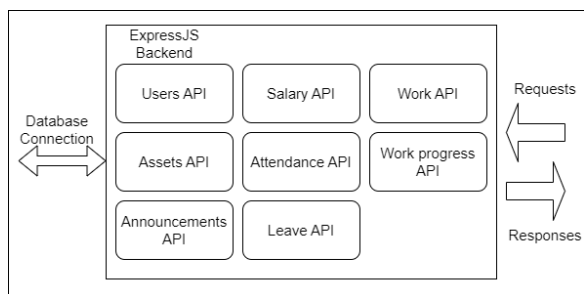 ExpressJS
Backend
Users API
Salary API
Work API
Requests
Database
Connection
Assets API
Attendance API
Work progress
API
Announcements
API
Leave API
Responses